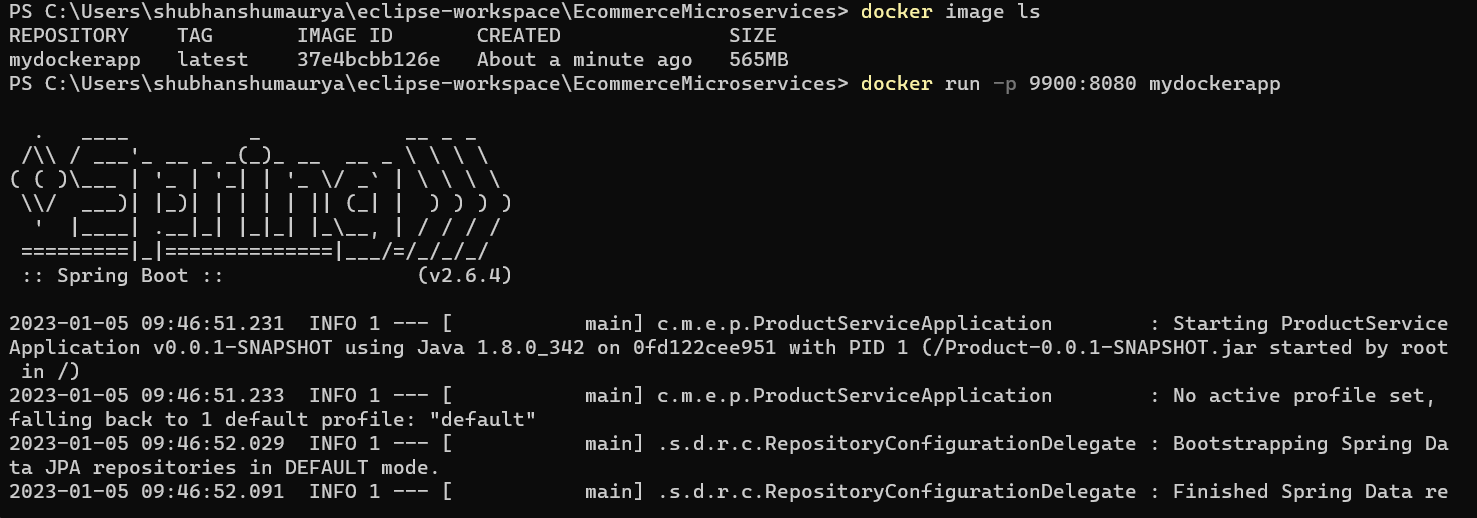 PS C:\Users\shubhanshumaurya\eclipse-workspace\EcommerceMicroservices> docker image ls
REPOSITORY    TAG       IMAGE ID       CREATED              SIZE
mydockerapp   latest    37e4bcbb126e   About a minute ago   565MB
PS C:\Users\shubhanshumaurya\eclipse-workspace\EcommerceMicroservices> docker run -p 9900:8080 mydockerapp

  .   ____          _            __ _ _
 /\\ / ___'_ __ _ _(_)_ __  __ _ \ \ \ \
( ( )\___ | '_ | '_| | '_ \/ _` | \ \ \ \
 \\/  ___)| |_)| | | | | || (_| |  ) ) ) )
  '  |____| .__|_| |_|_| |_\__, | / / / /
 =========|_|==============|___/=/_/_/_/
 :: Spring Boot ::                (v2.6.4)

2023-01-05 09:46:51.231  INFO 1 --- [           main] c.m.e.p.ProductServiceApplication        : Starting ProductService
Application v0.0.1-SNAPSHOT using Java 1.8.0_342 on 0fd122cee951 with PID 1 (/Product-0.0.1-SNAPSHOT.jar started by root
 in /)
2023-01-05 09:46:51.233  INFO 1 --- [           main] c.m.e.p.ProductServiceApplication        : No active profile set,
falling back to 1 default profile: "default"
2023-01-05 09:46:52.029  INFO 1 --- [           main] .s.d.r.c.RepositoryConfigurationDelegate : Bootstrapping Spring Da
ta JPA repositories in DEFAULT mode.
2023-01-05 09:46:52.091  INFO 1 --- [           main] .s.d.r.c.RepositoryConfigurationDelegate : Finished Spring Data re